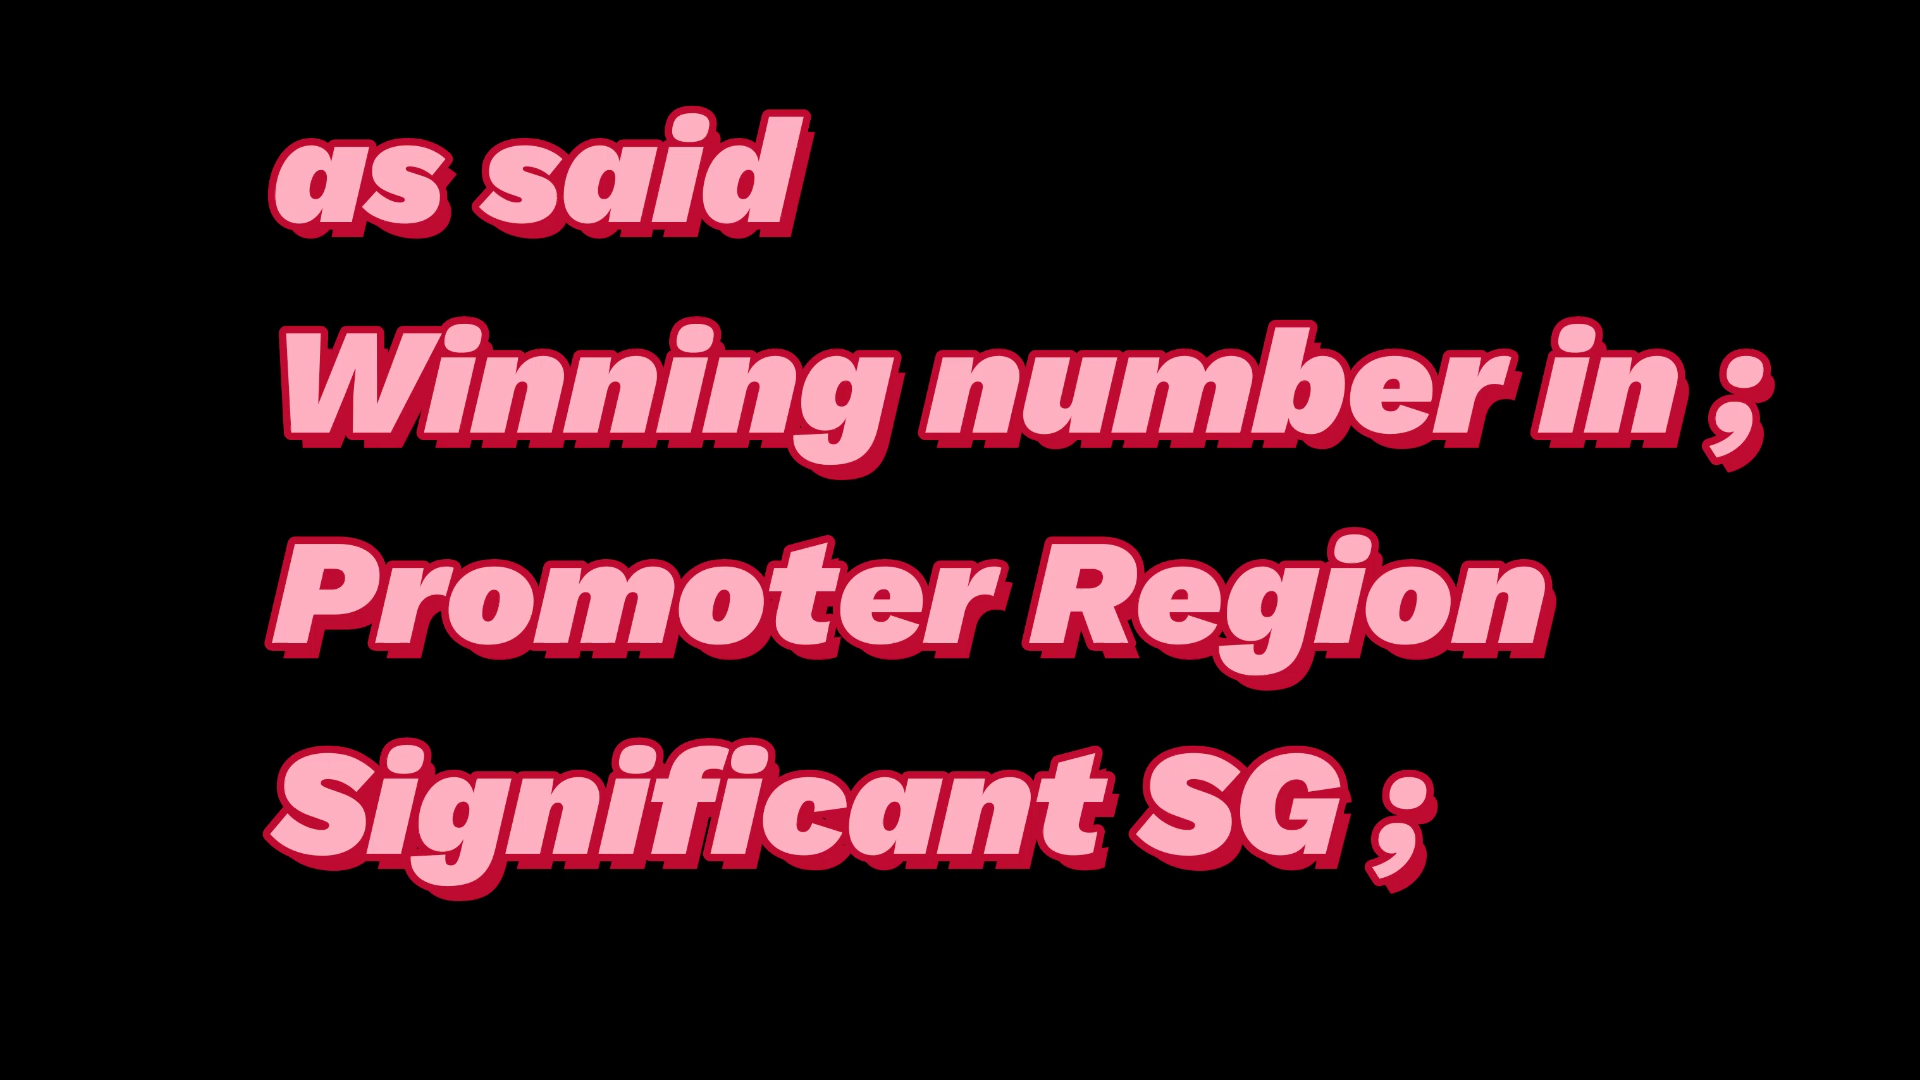 as said
Winning number in ;
Promoter Region
Significant SG ;